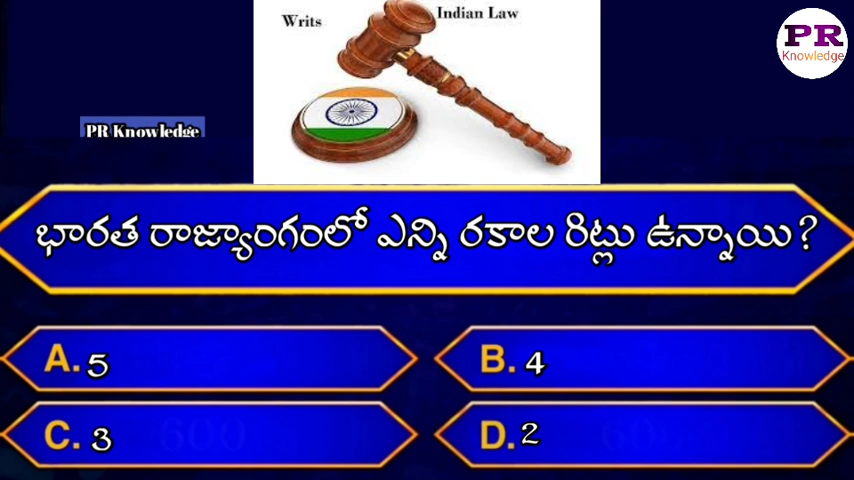 Writs
Indian Law
PR
Knowledge
PR Knowledge
భారత రాజ్యాంగంలో ఎన్ని రకాల రిట్లు ఉన్నాయి?
A. 5
B. 4
C. 3
D. 2